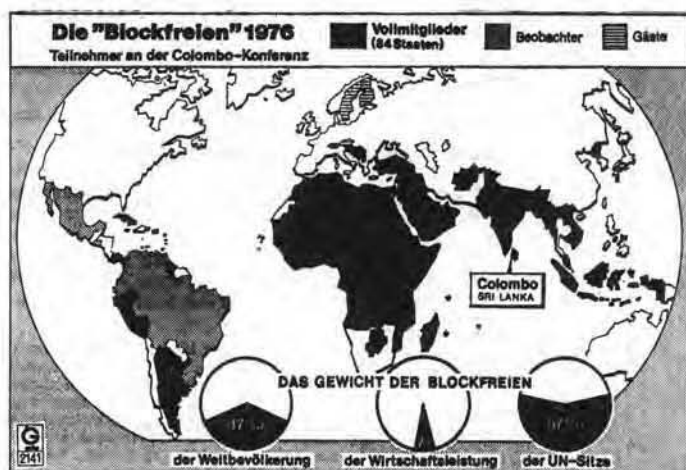 Die "Blockfreien" 1976
Teilnehmer an der Colombo-Konferenz
Vollmitglieder
(84 Staaten)
Beobachter
Gäste
Colombo
SRI LANKA
DAS GEWICHT DER BLOCKFREIEN
der Weltbevölkerung
der Wirtschaftsleistung
der UN-Sitze
G
2141